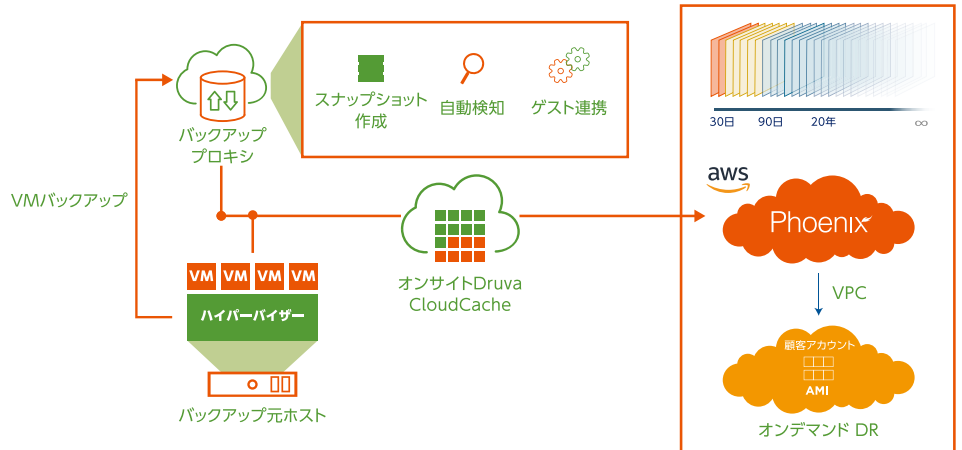 スナップショット
作成
自動検知
ゲスト連携
バックアップ
プロキシ
VMバックアップ
VM
VM
VM
VM
ハイパーバイザー
バックアップ元ホスト
オンサイトDruva
CloudCache
30日
90日
20年
∞
aws
Phoenix
VPC
顧客アカウント
AMI
オンデマンド DR